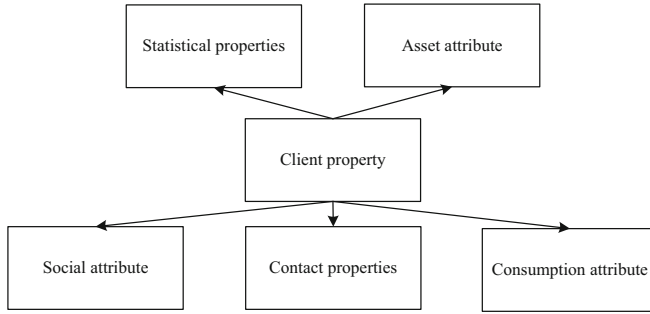 Statistical properties
Asset attribute
Client property
Social attribute
Contact properties
Consumption attribute